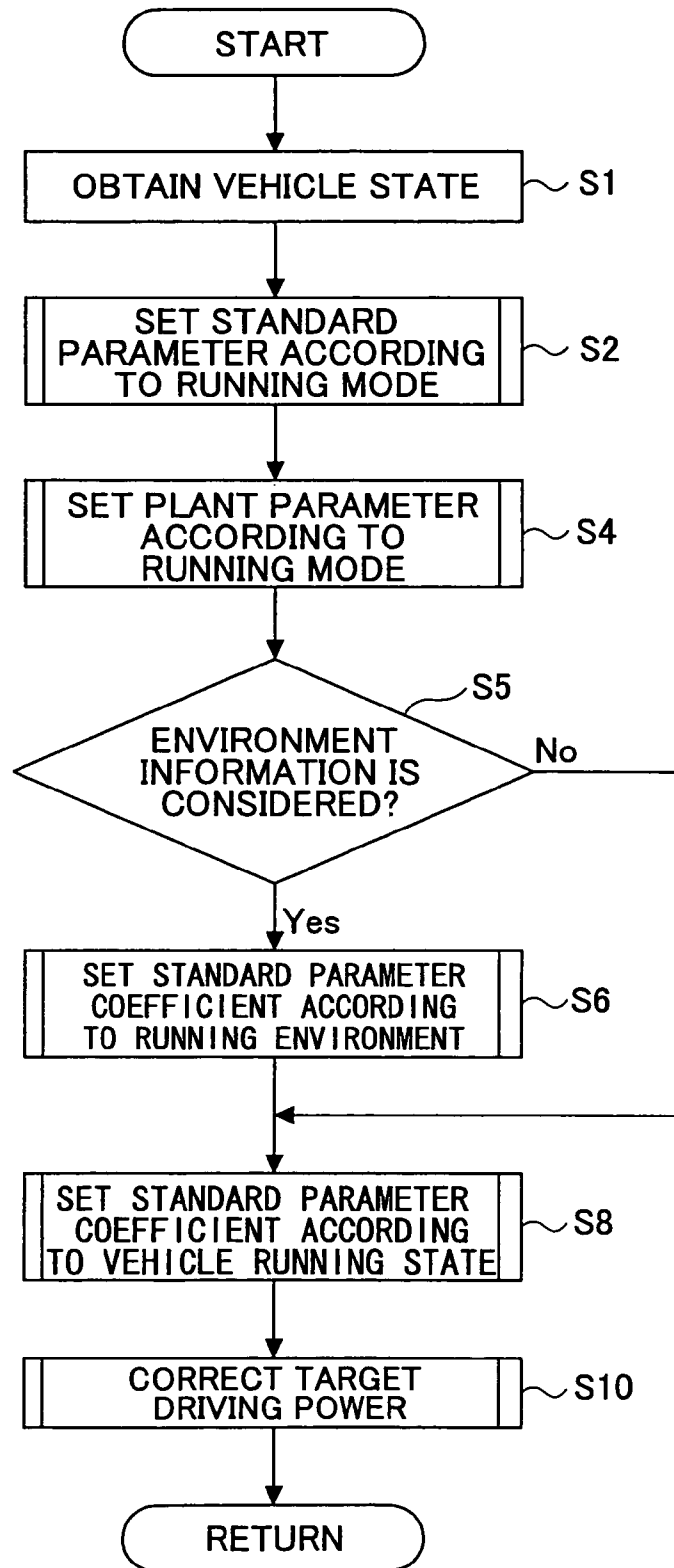 START
OBTAIN VEHICLE STATE
S1
SET STANDARD
PARAMETER ACCORDING
TO RUNNING MODE
S2
SET PLANT PARAMETER
ACCORDING TO
RUNNING MODE
S4
S5
ENVIRONMENT
INFORMATION IS
CONSIDERED?
No
Yes
SET STANDARD PARAMETER
COEFFICIENT ACCORDING
TO RUNNING ENVIRONMENT
S6
SET STANDARD PARAMETER
COEFFICIENT ACCORDING
TO VEHICLE RUNNING STATE
S8
CORRECT TARGET
DRIVING POWER
S10
RETURN